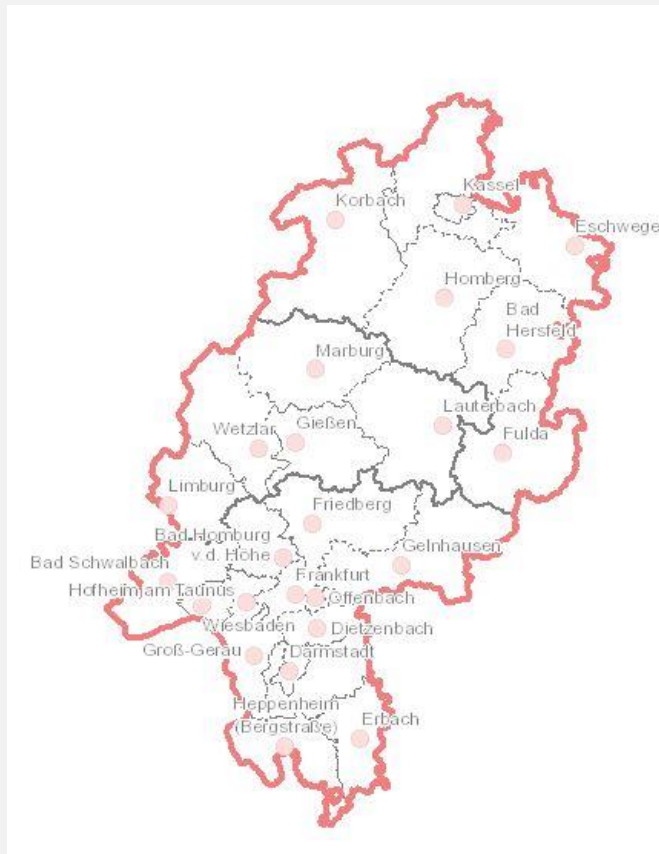 Kassel
Korbach
Eschwege
Homberg
Bad
Hersfeld
Marburg
Lauterbach
Gießen
Wetzlar
Fulda
Limburg
Friedberg
Bad Homburg
v.d. Höhe
Gelnhausen
Bad Schwalbach
Frankfurt
Hofheim am Taunus
Offenbach
Wiesbaden
Dietzenbach
Groß-Gerau
Darmstadt
Heppenheim
(Bergstraße)
Erbach